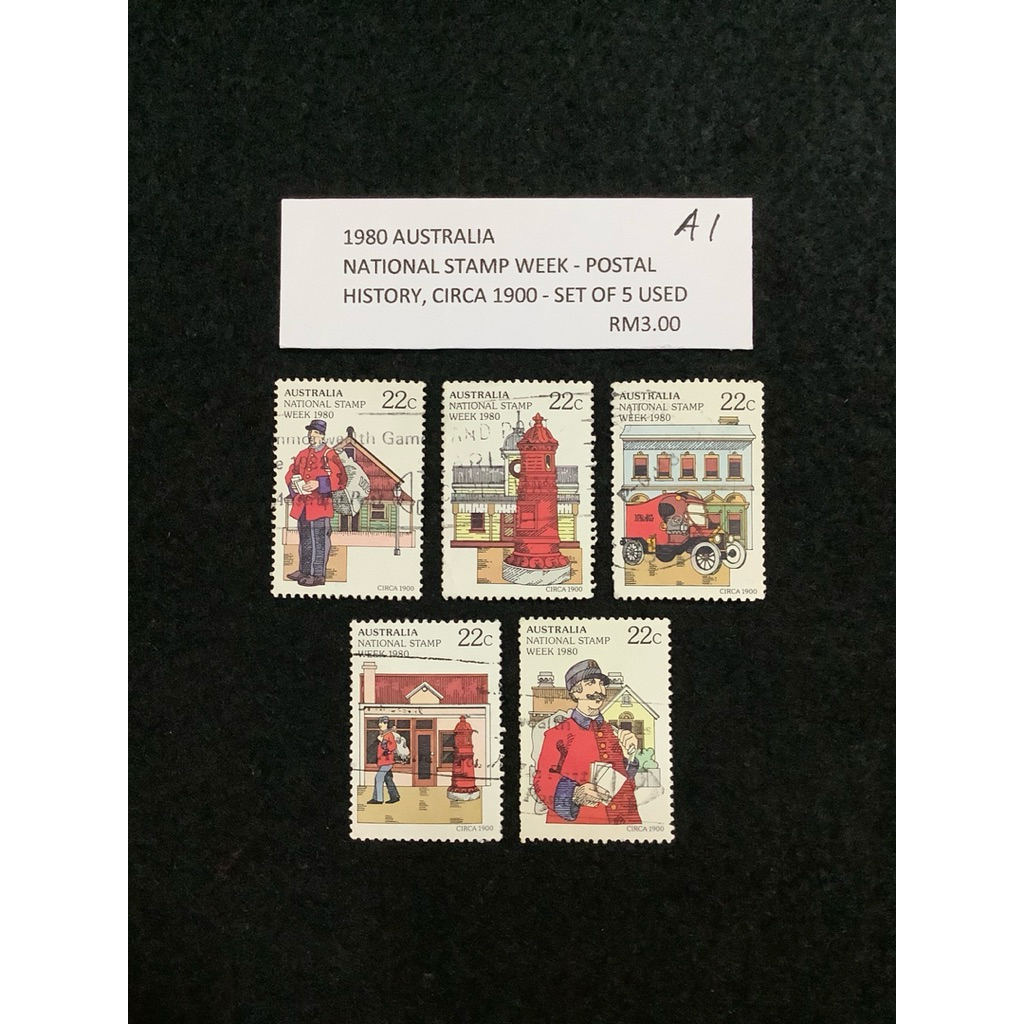 A1
1980 AUSTRALIA
NATIONAL STAMP WEEK - POSTAL
HISTORY, CIRCA 1900 - SET OF 5 USED
RM3.00
AUSTRALIA 22c
NATIONAL STAMP
WEEK 1980
CIRCA 1900
AUSTRALIA 22c
NATIONAL STAMP
WEEK 1980
CIRCA 1900
AUSTRALIA 22c
NATIONAL STAMP
WEEK 1980
CIRCA 1900
AUSTRALIA 22c
NATIONAL STAMP
WEEK 1980
CIRCA 1900
AUSTRALIA 22c
NATIONAL STAMP
WEEK 1980
CIRCA 1900